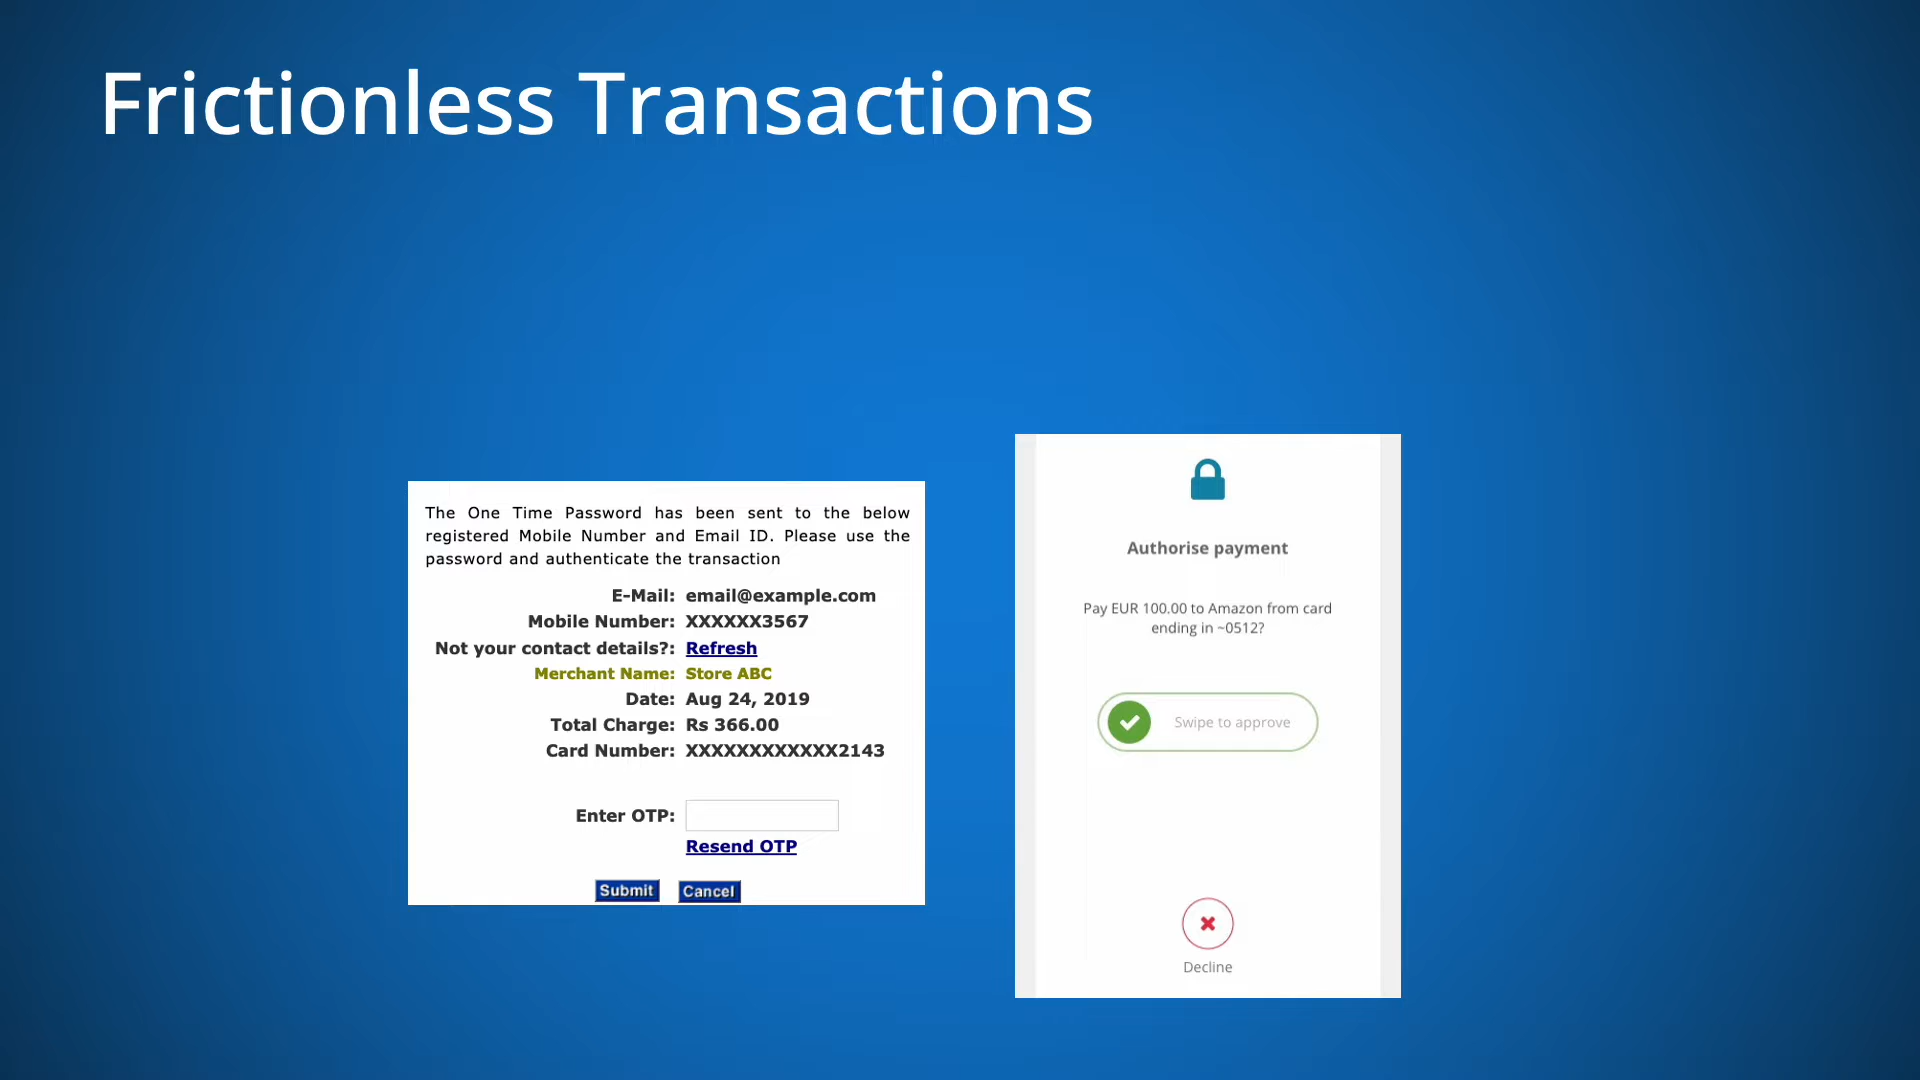 Frictionless Transactions
The One Time Password has been sent to the below
registered Mobile Number and Email ID. Please use the
password and authenticate the transaction
E-Mail: email@example.com
Mobile Number: XXXXXX3567
Not your contact details?: Refresh
Merchant Name: Store ABC
Date: Aug 24, 2019
Total Charge: Rs 366.00
Card Number: XXXXXXXXXXXX2143
Enter OTP:
Resend OTP
Submit Cancel
Authorise payment
Pay EUR 100.00 to Amazon from card
ending in ~0512?
Swipe to approve
Decline